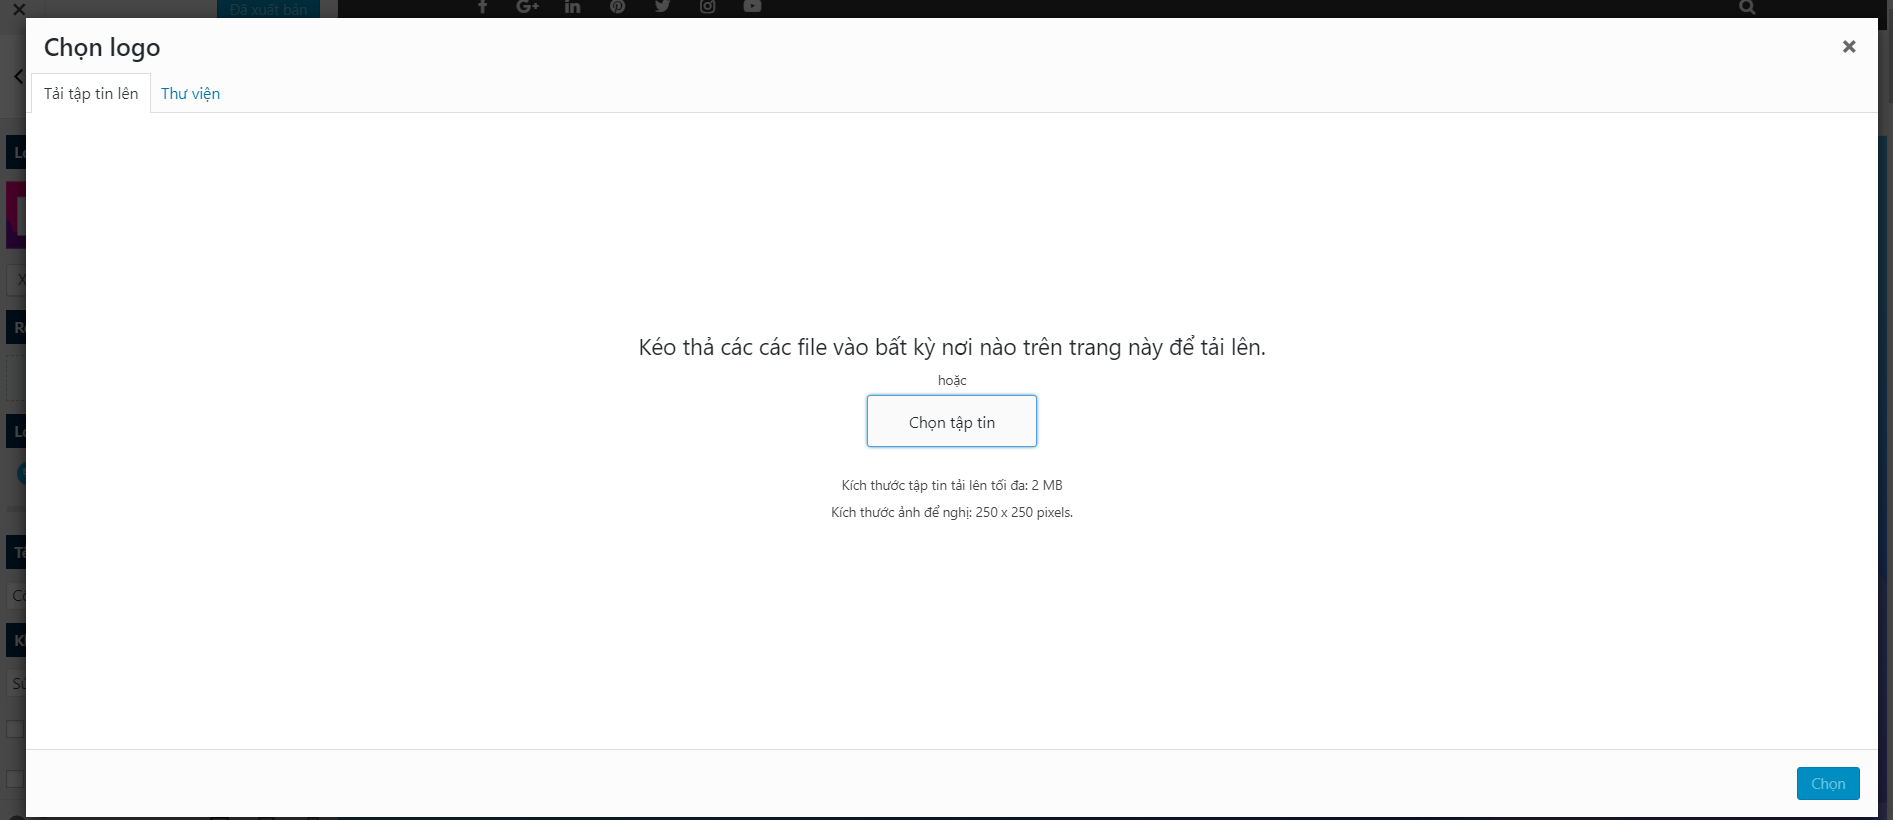 Đã xuất bản
Chọn logo
Tải tập tin lên
Thư viện
Kéo thả các các file vào bất kỳ nơi nào trên trang này để tải lên.
hoặc
Chọn tập tin
Kích thước tập tin tải lên tối đa: 2 MB
Kích thước ảnh để nghị: 250 x 250 pixels.
Chọn